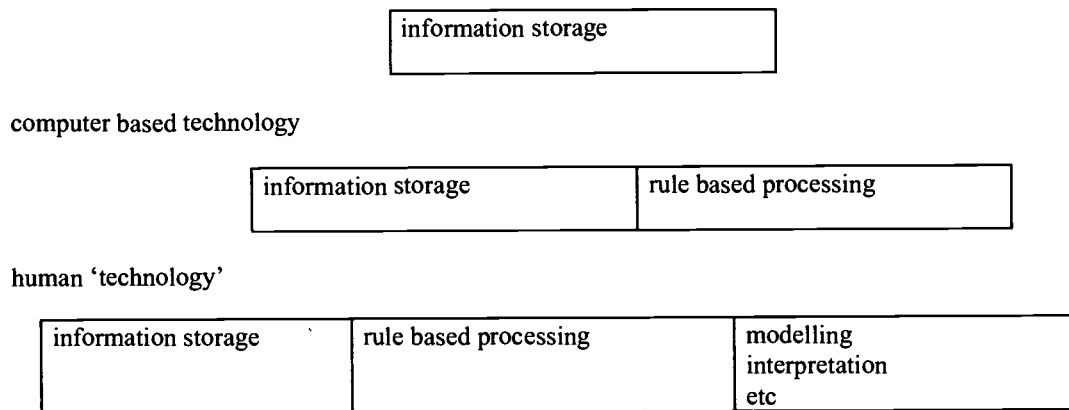 information storage
computer based technology
information storage rule based processing
human ‘technology’
information storage rule based processing modelling
interpretation
etc